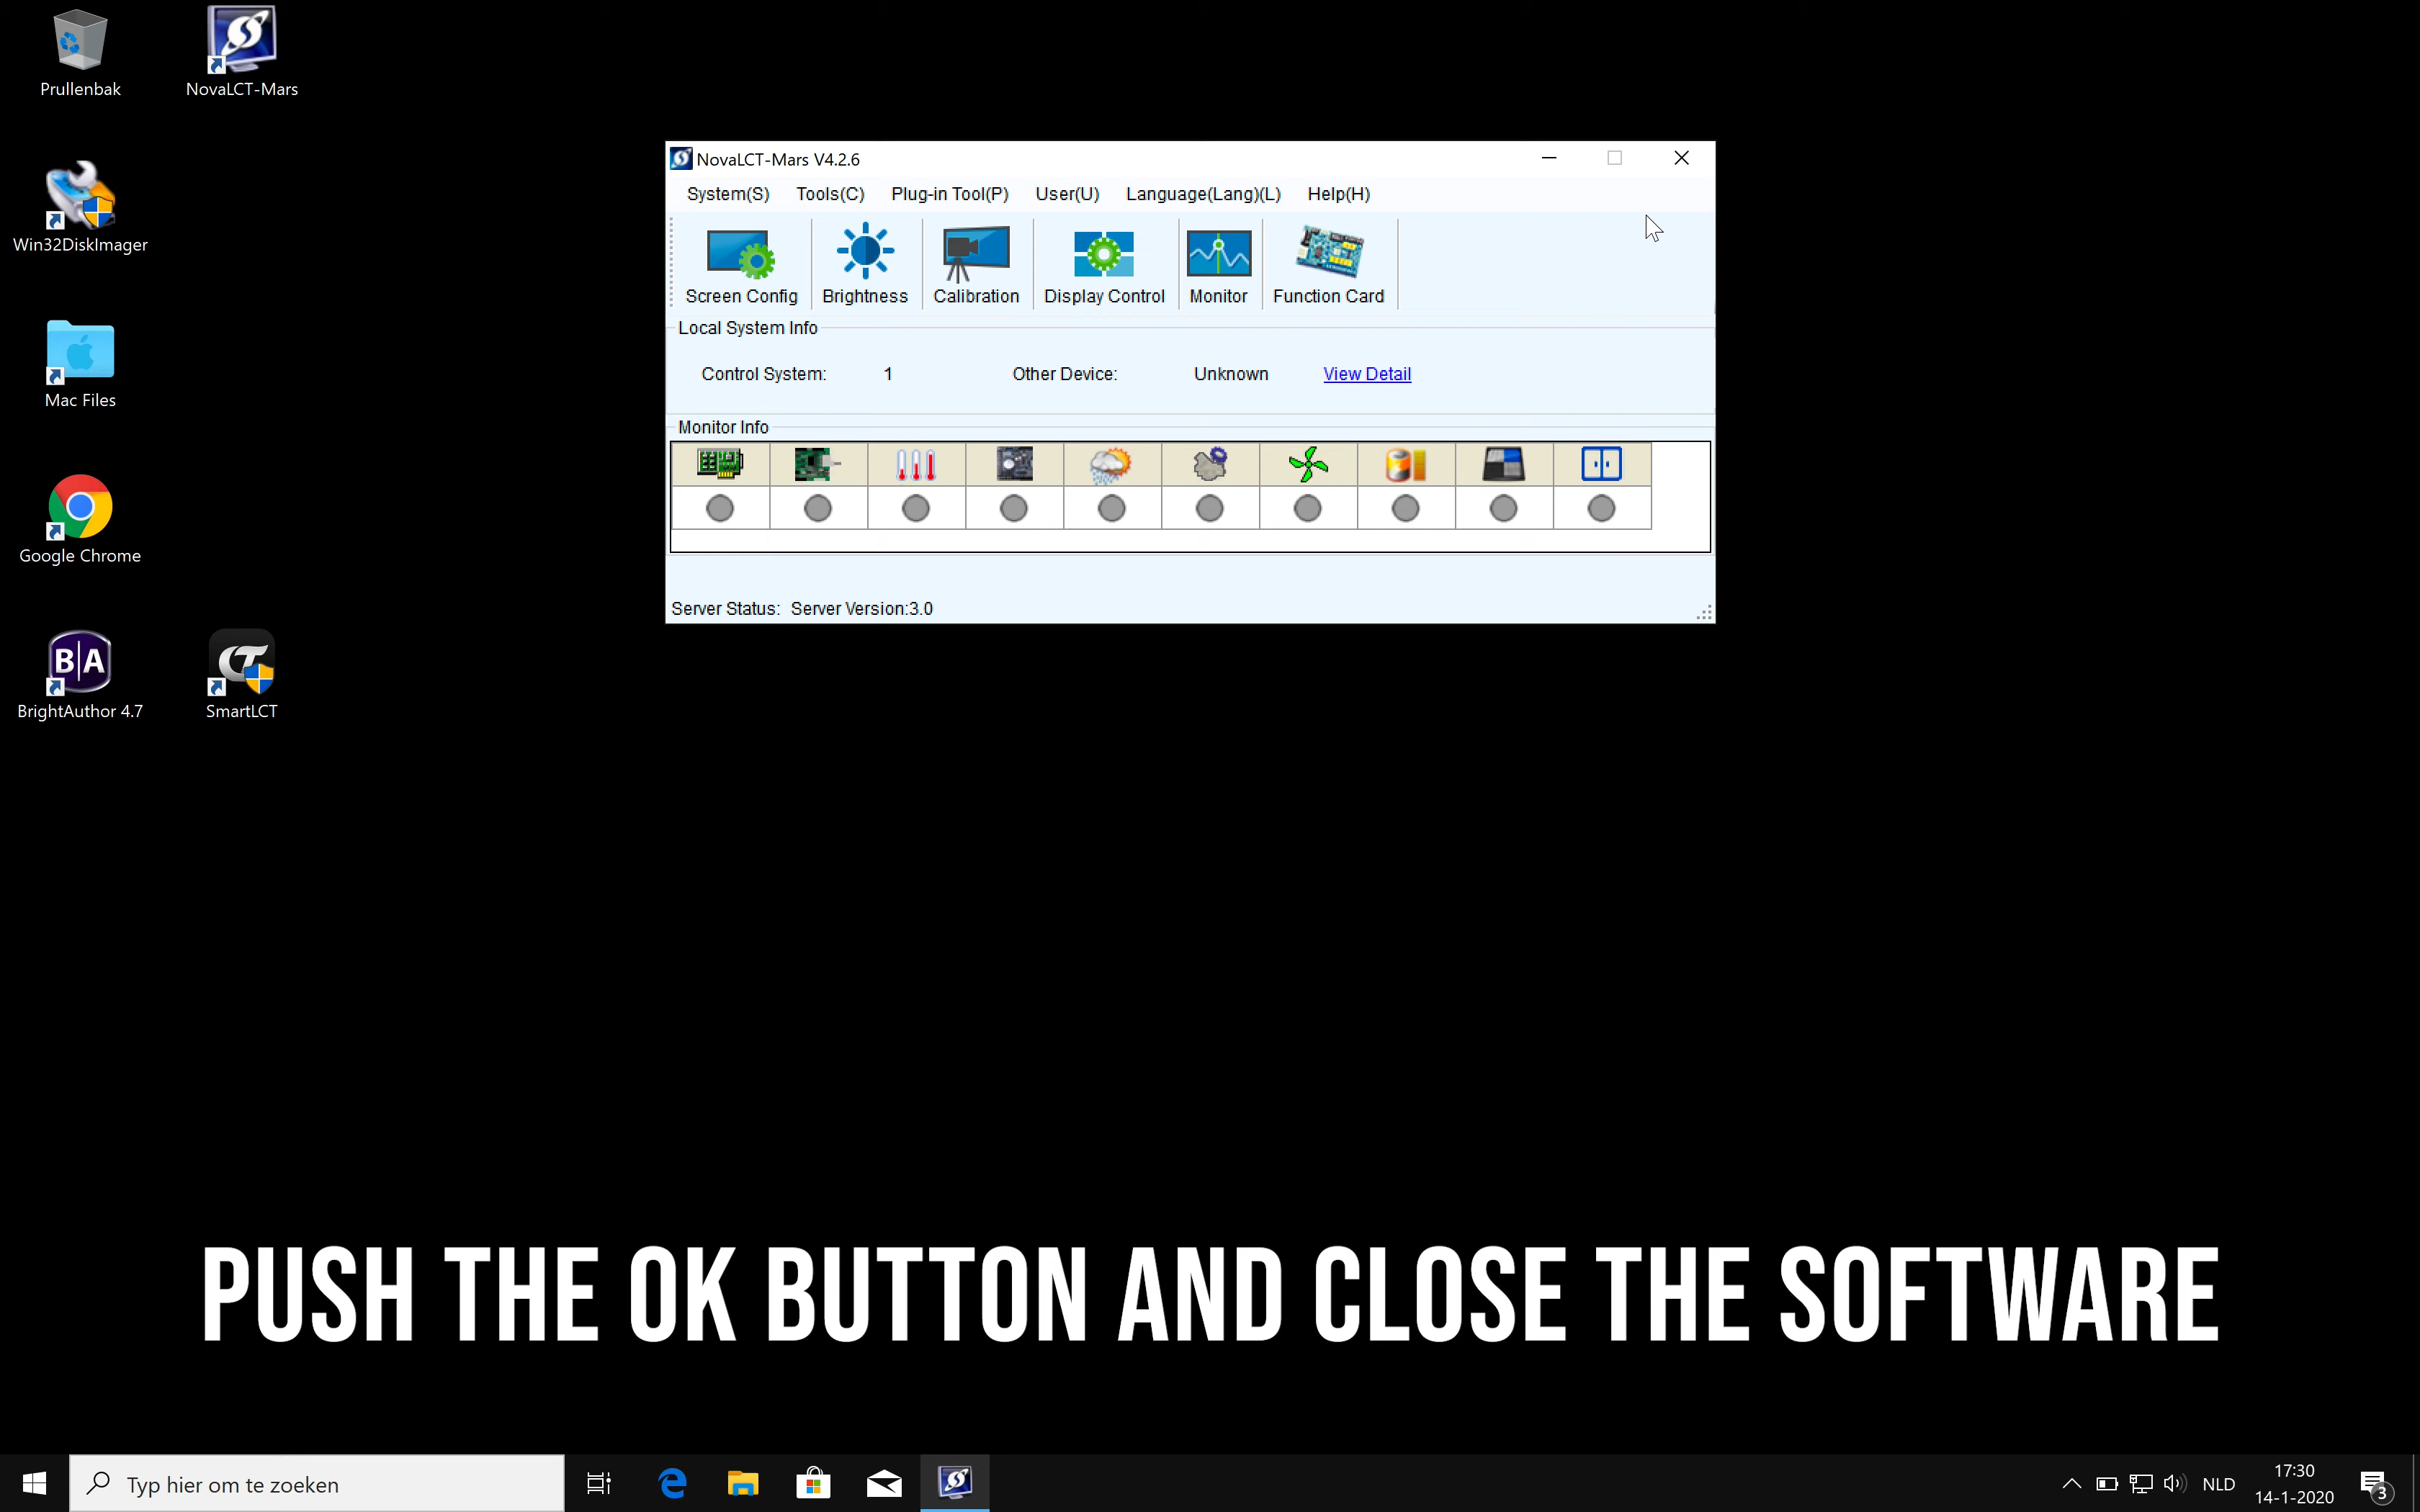 Prullenbak
NovaLCT-Mars
Win32DiskImager
Mac Files
Google Chrome
B|A
BrightAuthor 4.7
SmartLCT
NovaLCT-Mars V4.2.6
System(S) Tools(C) Plug-in Tool(P) User(U) Language(Lang)(L) Help(H)
Screen Config Brightness Calibration Display Control Monitor Function Card
Local System Info
Control System: 1 Other Device: Unknown View Detail
Monitor Info
Server Status: Server Version:3.0
PUSH THE OK BUTTON AND CLOSE THE SOFTWARE
Typ hier om te zoeken
NLD
17:30
14-1-2020
3